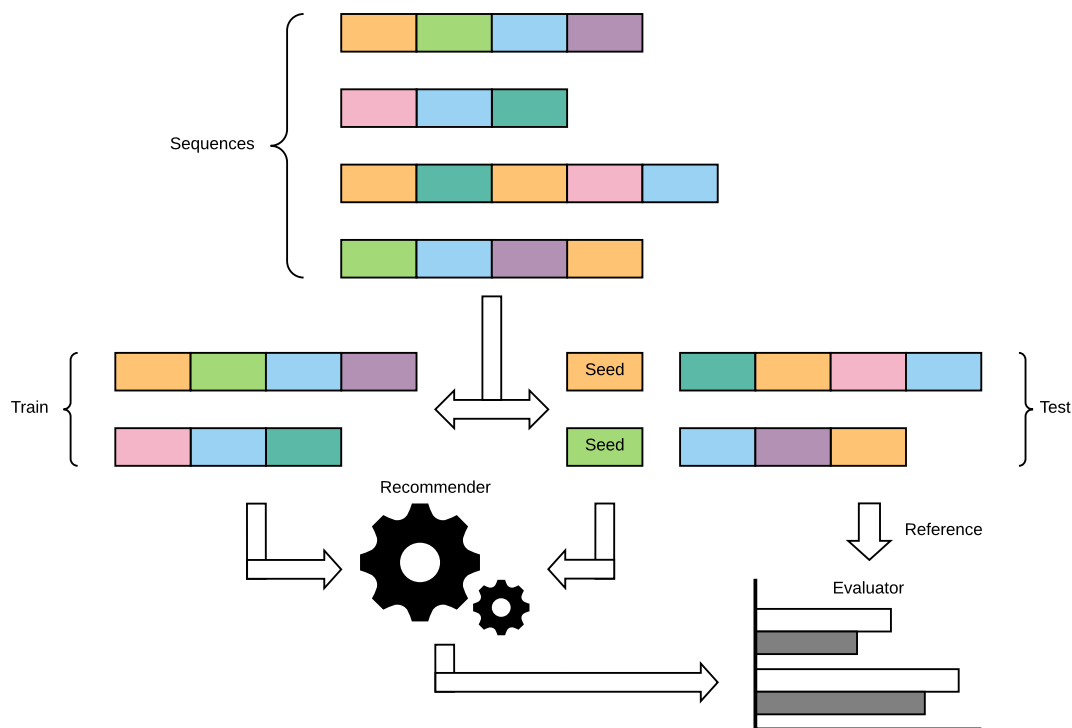 Sequences
Train
Seed
Test
Seed
Recommender
Reference
Evaluator